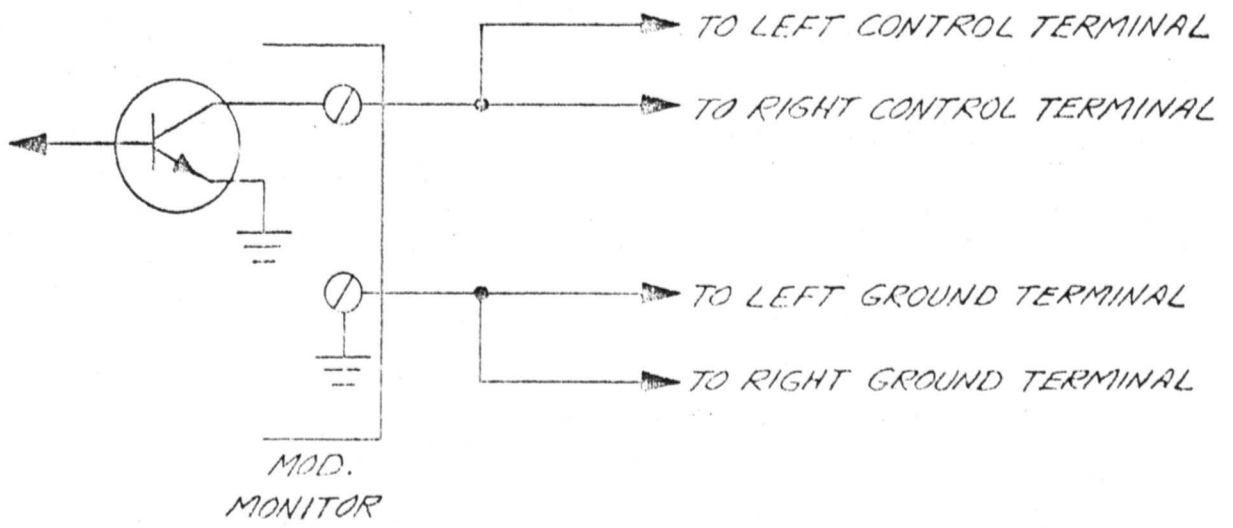 TO LEFT CONTROL TERMINAL
TO RIGHT CONTROL TERMINAL
TO LEFT GROUND TERMINAL
TO RIGHT GROUND TERMINAL
MOD.
MONITOR